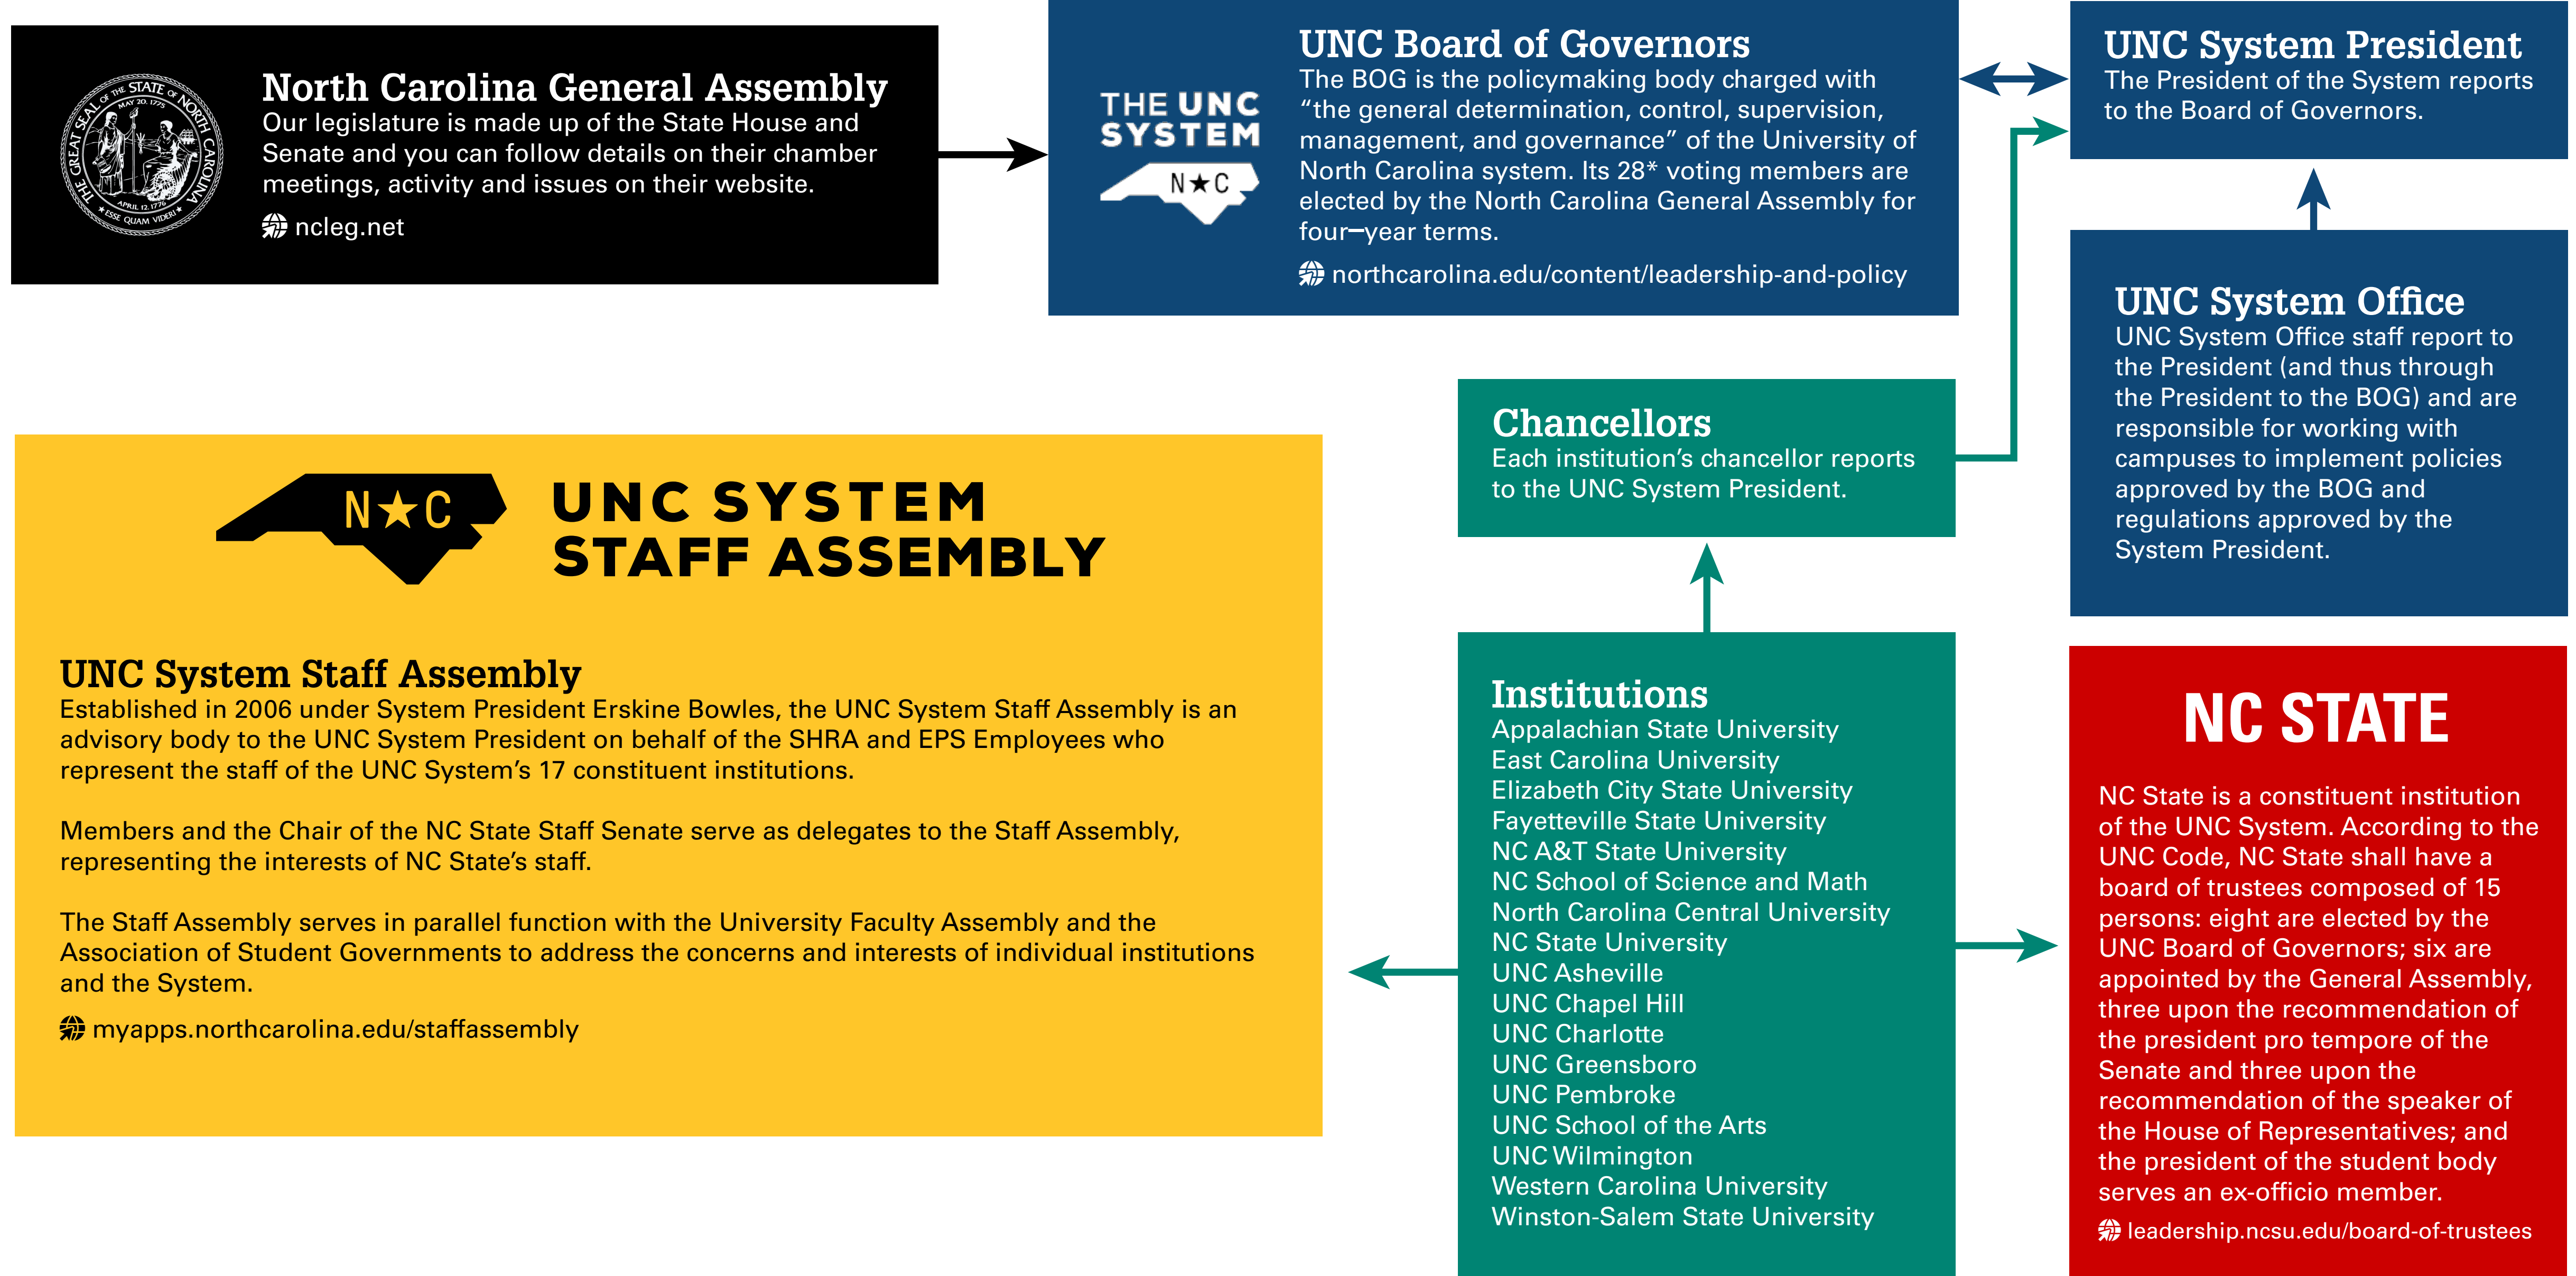 THE GREAT SEAL OF THE STATE OF NORTH CAROLINA
MAY 20, 1775
APRIL 12, 1776
★ ESSE QUAM VIDERI ★
North Carolina General Assembly
Our legislature is made up of the State House and
Senate and you can follow details on their chamber
meetings, activity and issues on their website.
ncleg.net
THE UNC
SYSTEM
N★C
UNC Board of Governors
The BOG is the policymaking body charged with
“the general determination, control, supervision,
management, and governance” of the University of
North Carolina system. Its 28* voting members are
elected by the North Carolina General Assembly for
four–year terms.
northcarolina.edu/content/leadership-and-policy
UNC System President
The President of the System reports
to the Board of Governors.
UNC System Office
UNC System Office staff report to
the President (and thus through
the President to the BOG) and are
responsible for working with
campuses to implement policies
approved by the BOG and
regulations approved by the
System President.
Chancellors
Each institution’s chancellor reports
to the UNC System President.
N★C
UNC SYSTEM
STAFF ASSEMBLY
UNC System Staff Assembly
Established in 2006 under System President Erskine Bowles, the UNC System Staff Assembly is an
advisory body to the UNC System President on behalf of the SHRA and EPS Employees who
represent the staff of the UNC System’s 17 constituent institutions.
Members and the Chair of the NC State Staff Senate serve as delegates to the Staff Assembly,
representing the interests of NC State’s staff.
The Staff Assembly serves in parallel function with the University Faculty Assembly and the
Association of Student Governments to address the concerns and interests of individual institutions
and the System.
myapps.northcarolina.edu/staffassembly
Institutions
Appalachian State University
East Carolina University
Elizabeth City State University
Fayetteville State University
NC A&T State University
NC School of Science and Math
North Carolina Central University
NC State University
UNC Asheville
UNC Chapel Hill
UNC Charlotte
UNC Greensboro
UNC Pembroke
UNC School of the Arts
UNC Wilmington
Western Carolina University
Winston-Salem State University
NC STATE
NC State is a constituent institution
of the UNC System. According to the
UNC Code, NC State shall have a
board of trustees composed of 15
persons: eight are elected by the
UNC Board of Governors; six are
appointed by the General Assembly,
three upon the recommendation of
the president pro tempore of the
Senate and three upon the
recommendation of the speaker of
the House of Representatives; and
the president of the student body
serves an ex-officio member.
leadership.ncsu.edu/board-of-trustees